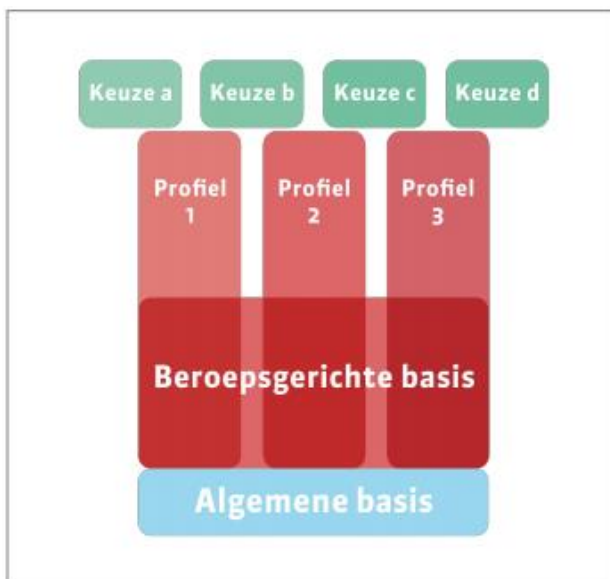 Keuze a
Keuze b
Keuze c
Keuze d
Profiel
1
Profiel
2
Profiel
3
Beroepsgerichte basis
Algemene basis